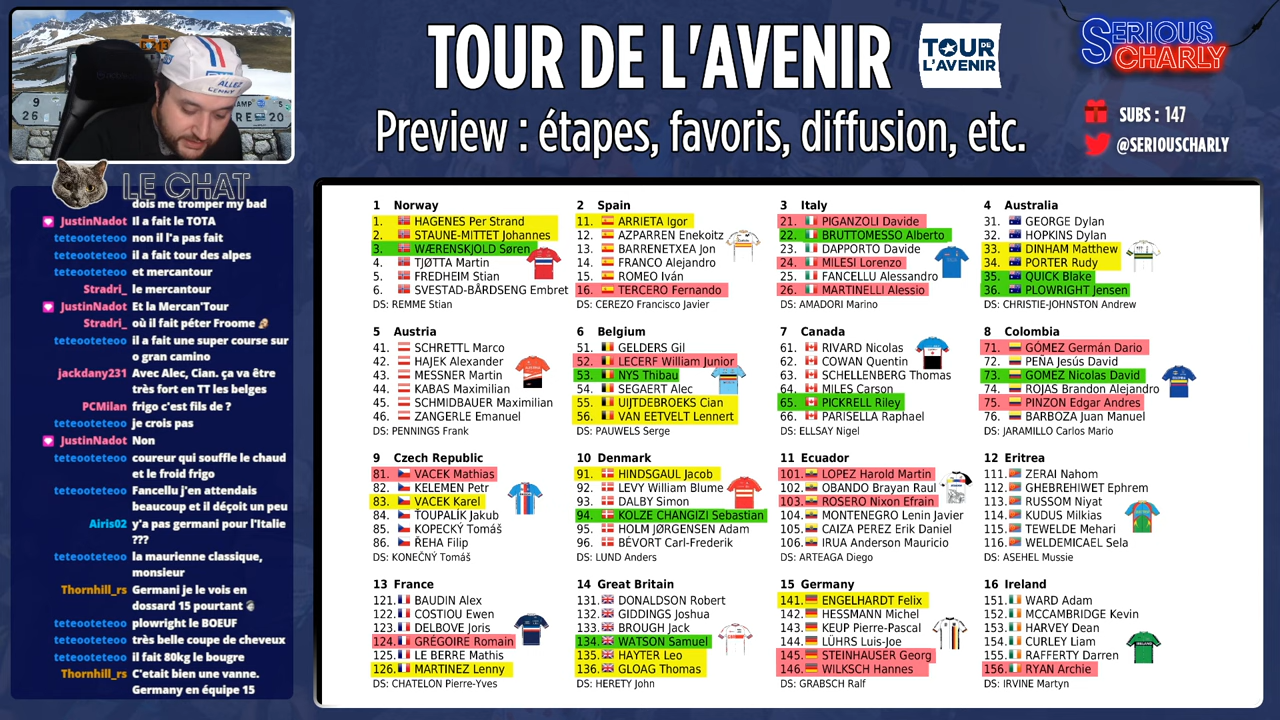 TOUR DE L'AVENIR
TOUR
DE
L'AVENIR
SERIOUS
CHARLY
Preview : étapes, favoris, diffusion, etc.
SUBS : 147
@SERIOUSCHARLY
ALLEZ
LENNY
9
26
5
20
LE CHAT
dois me tromper my bad
JustinNadot Il a fait le TOTA
teteooteteoo non il l'a pas fait
teteooteteoo il a fait tour des alpes
teteooteteoo et mercantour
Stradri_ le mercantour
JustinNadot Et la Mercan'Tour
Stradri_ où il fait péter Froome
teteooteteoo il a fait une super course sur
o gran camino
jackdany231 Avec Alec, Cian. ça va être
très fort en TT les belges
PCMilan frigo c'est fils de ?
teteooteteoo je crois pas
JustinNadot Non
teteooteteoo coureur qui souffle le chaud
et le froid frigo
teteooteteoo Fancellu j'en attendais
beaucoup et il déçoit un peu
Airis02 y'a pas germani pour l'Italie
???
teteooteteoo la maurienne classique,
monsieur
Thornhill_rs Germani je le vois en
dossard 15 pourtant
teteooteteoo plowright le BOEUF
teteooteteoo très belle coupe de cheveux
teteooteteoo il fait 80kg le bougre
Thornhill_rs C'etait bien une vanne.
Germany en équipe 15
1 Norway
1. HAGENES Per Strand
2. STAUNE-MITTET Johannes
3. WÆRENSKJOLD Søren
4. TJØTTA Martin
5. FREDHEIM Stian
6. SVESTAD-BÅRDSENG Embret
DS: REMME Stian
2 Spain
11. ARRIETA Igor
12. AZPARREN Enekoitz
13. BARRENETXEA Jon
14. FRANCO Alejandro
15. ROMEO Iván
16. TERCERO Fernando
DS: CEREZO Francisco Javier
3 Italy
21. PIGANZOLI Davide
22. BRUTTOMESSO Alberto
23. DAPPORTO Davide
24. MILESI Lorenzo
25. FANCELLU Alessandro
26. MARTINELLI Alessio
DS: AMADORI Marino
4 Australia
31. GEORGE Dylan
32. HOPKINS Dylan
33. DINHAM Matthew
34. PORTER Rudy
35. QUICK Blake
36. PLOWRIGHT Jensen
DS: CHRISTIE-JOHNSTON Andrew
5 Austria
41. SCHRETTL Marco
42. HAJEK Alexander
43. MESSNER Martin
44. KABAS Maximilian
45. SCHMIDBAUER Maximilian
46. ZANGERLE Emanuel
DS: PENNINGS Frank
6 Belgium
51. GELDERS Gil
52. LECERF William Junior
53. NYS Thibau
54. SEGAERT Alec
55. UIJTDEBROEKS Cian
56. VAN EETVELT Lennert
DS: PAUWELS Serge
7 Canada
61. RIVARD Nicolas
62. COWAN Quentin
63. SCHELLENBERG Thomas
64. MILES Carson
65. PICKRELL Riley
66. PARISELLA Raphael
DS: ELLSAY Nigel
8 Colombia
71. GÓMEZ Germán Dario
72. PEÑA Jesús David
73. GÓMEZ Nicolas David
74. ROJAS Brandon Alejandro
75. PINZON Edgar Andres
76. BARBOZA Juan Manuel
DS: JARAMILLO Carlos Mario
9 Czech Republic
81. VACEK Mathias
82. KELEMEN Petr
83. VACEK Karel
84. ŤOUPALÍK Jakub
85. KOPECKÝ Tomáš
86. ŘEHA Filip
DS: KONEČNÝ Tomáš
10 Denmark
91. HINDSGAUL Jacob
92. LEVY William Blume
93. DALBY Simon
94. KOLZE CHANGIZI Sebastian
95. HOLM JØRGENSEN Adam
96. BÉVORT Carl-Frederik
DS: LUND Anders
11 Ecuador
101. LOPEZ Harold Martin
102. OBANDO Brayan Raul
103. ROSERO Nixon Efrain
104. MONTENEGRO Lenin Javier
105. CAIZA PEREZ Erik Daniel
106. IRUA Anderson Mauricio
DS: ARTEAGA Diego
12 Eritrea
111. ZERAI Nahom
112. GHEBREHIWET Ephrem
113. RUSSOM Niyat
114. KUDUS Milkias
115. TEWELDE Mehari
116. WELDEMICAEL Sela
DS: ASEHEL Mussie
13 France
121. BAUDIN Alex
122. COSTIOU Ewen
123. DELBOVE Joris
124. GRÉGOIRE Romain
125. LE BERRE Mathis
126. MARTINEZ Lenny
DS: CHATELON Pierre-Yves
14 Great Britain
131. DONALDSON Robert
132. GIDDINGS Joshua
133. BROUGH Jack
134. WATSON Samuel
135. HAYTER Leo
136. GLOAG Thomas
DS: HERETY John
15 Germany
141. ENGELHARDT Felix
142. HESSMANN Michel
143. KEUP Pierre-Pascal
144. LÜHRS Luis-Joe
145. STEINHAUSER Georg
146. WILKSCH Hannes
DS: GRABSCH Ralf
16 Ireland
151. WARD Adam
152. MCCAMBRIDGE Kevin
153. HARVEY Dean
154. CURLEY Liam
155. RAFFERTY Darren
156. RYAN Archie
DS: IRVINE Martyn